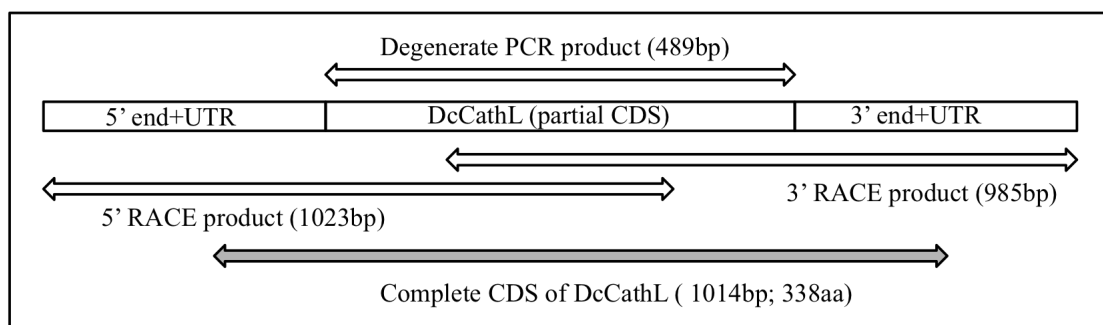 Degenerate PCR product (489bp)
5’ end+UTR DcCathL (partial CDS) 3’ end+UTR
3’ RACE product (985bp)
5’ RACE product (1023bp)
Complete CDS of DcCathL ( 1014bp; 338aa)